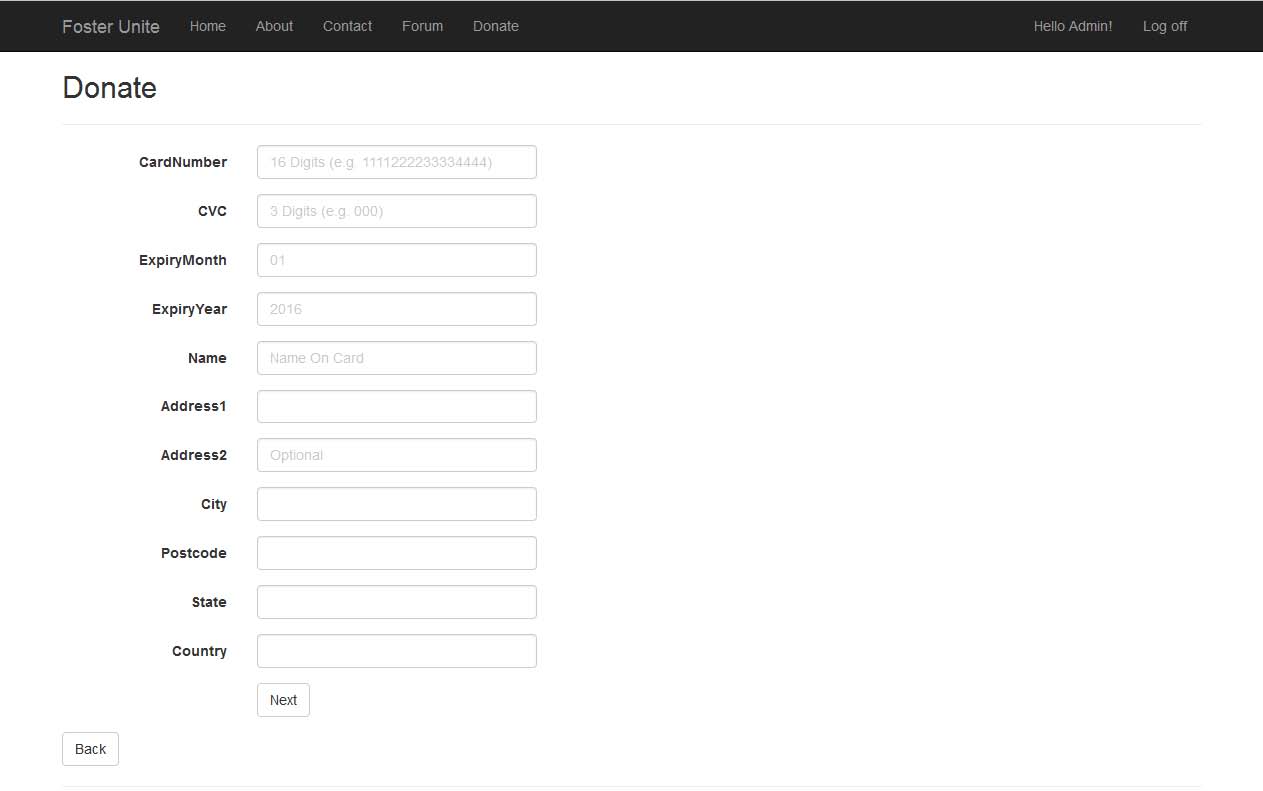 Foster Unite Home About Contact Forum Donate Hello Admin! Log off
Donate
CardNumber 16 Digits (e.g. 1111222233334444)
CVC 3 Digits (e.g. 000)
ExpiryMonth 01
ExpiryYear 2016
Name Name On Card
Address1
Address2 Optional
City
Postcode
State
Country
Next
Back